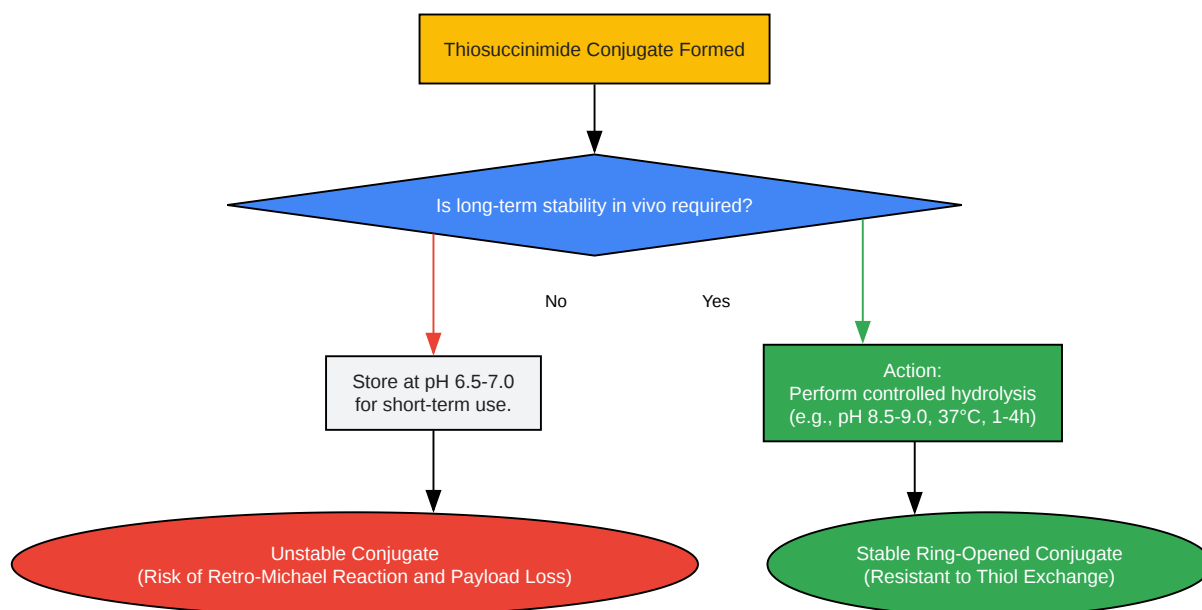 Thiosuccinimide Conjugate Formed
Is long-term stability in vivo required?
No
Yes
Store at pH 6.5-7.0
for short-term use.
Action:
Perform controlled hydrolysis
(e.g., pH 8.5-9.0, 37°C, 1-4h)
Unstable Conjugate
(Risk of Retro-Michael Reaction and Payload Loss)
Stable Ring-Opened Conjugate
(Resistant to Thiol Exchange)